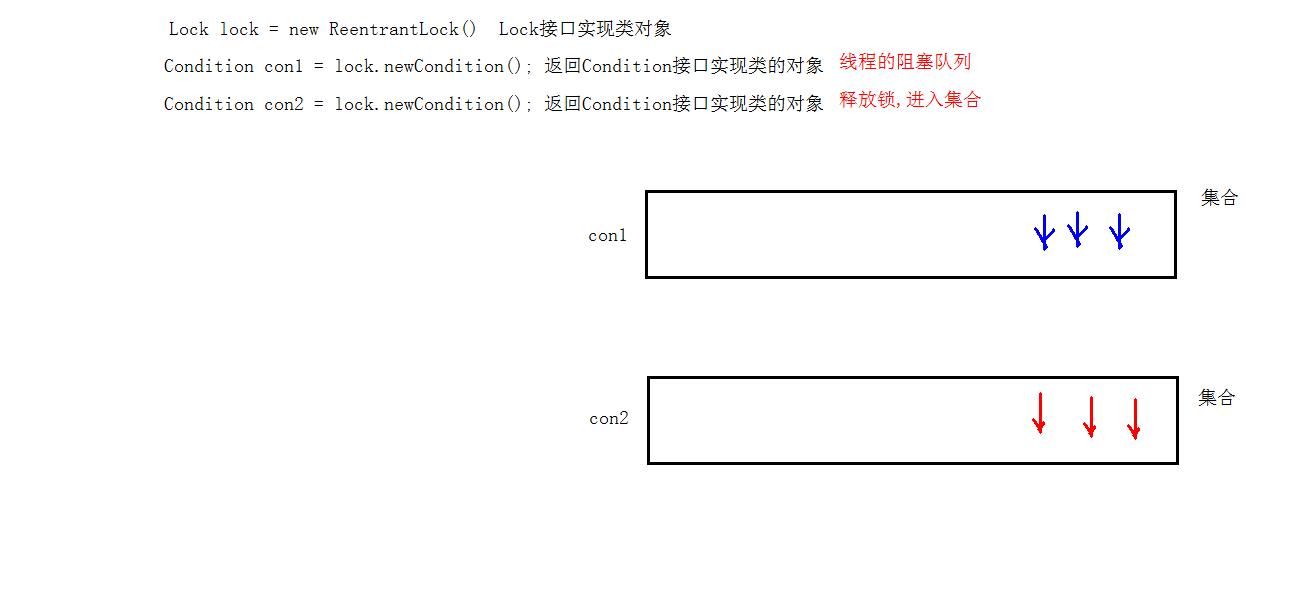 Lock lock = new ReentrantLock() Lock接口实现类对象
Condition con1 = lock.newCondition(); 返回Condition接口实现类的对象 线程的阻塞队列
Condition con2 = lock.newCondition(); 返回Condition接口实现类的对象 释放锁,进入集合
集合
con1
集合
con2